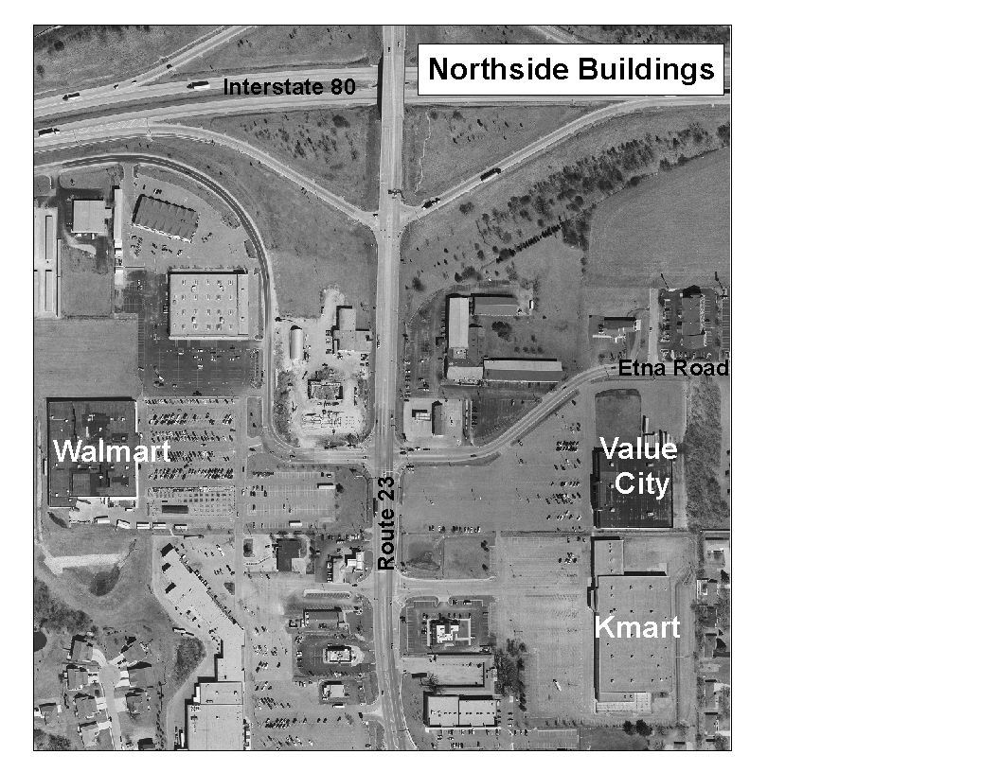 Northside Buildings
Interstate 80
Etna Road
Walmart
Value
City
Route 23
Kmart